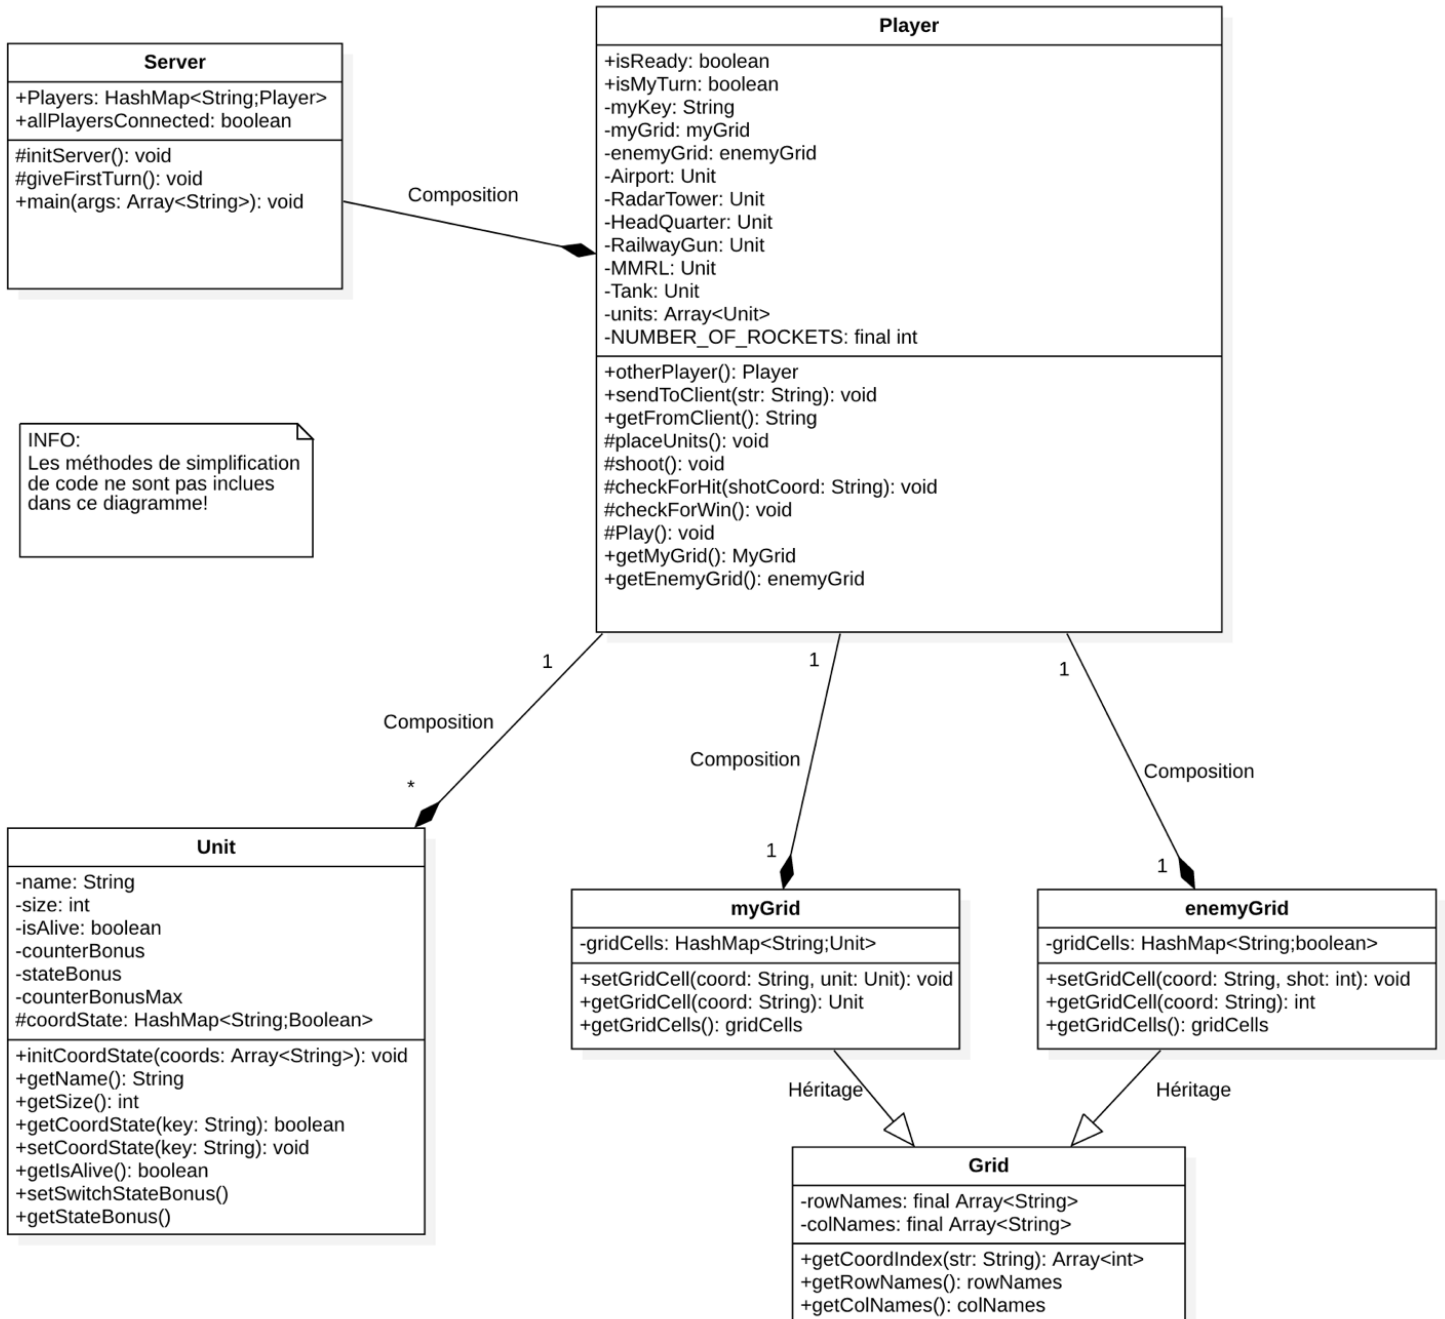 Server
+Players: HashMap<String;Player>
+allPlayersConnected: boolean
#initServer(): void
#giveFirstTurn(): void
+main(args: Array<String>): void
Composition
Player
+isReady: boolean
+isMyTurn: boolean
-myKey: String
-myGrid: myGrid
-enemyGrid: enemyGrid
-Airport: Unit
-RadarTower: Unit
-HeadQuarter: Unit
-RailwayGun: Unit
-MMRL: Unit
-Tank: Unit
-units: Array<Unit>
-NUMBER_OF_ROCKETS: final int
+otherPlayer(): Player
+sendToClient(str: String): void
+getFromClient(): String
#placeUnits(): void
#shoot(): void
#checkForHit(shotCoord: String): void
#checkForWin(): void
#Play(): void
+getMyGrid(): MyGrid
+getEnemyGrid(): enemyGrid
INFO:
Les méthodes de simplification
de code ne sont pas inclues
dans ce diagramme!
1
Composition
*
1
Composition
1
1
Composition
1
Unit
-name: String
-size: int
-isAlive: boolean
-counterBonus
-stateBonus
-counterBonusMax
#coordState: HashMap<String;Boolean>
+initCoordState(coords: Array<String>): void
+getName(): String
+getSize(): int
+getCoordState(key: String): boolean
+setCoordState(key: String): void
+getIsAlive(): boolean
+setSwitchStateBonus()
+getStateBonus()
myGrid
-gridCells: HashMap<String;Unit>
+setGridCell(coord: String, unit: Unit): void
+getGridCell(coord: String): Unit
+getGridCells(): gridCells
enemyGrid
-gridCells: HashMap<String;boolean>
+setGridCell(coord: String, shot: int): void
+getGridCell(coord: String): int
+getGridCells(): gridCells
Héritage
Héritage
Grid
-rowNames: final Array<String>
-colNames: final Array<String>
+getCoordIndex(str: String): Array<int>
+getRowNames(): rowNames
+getColNames(): colNames